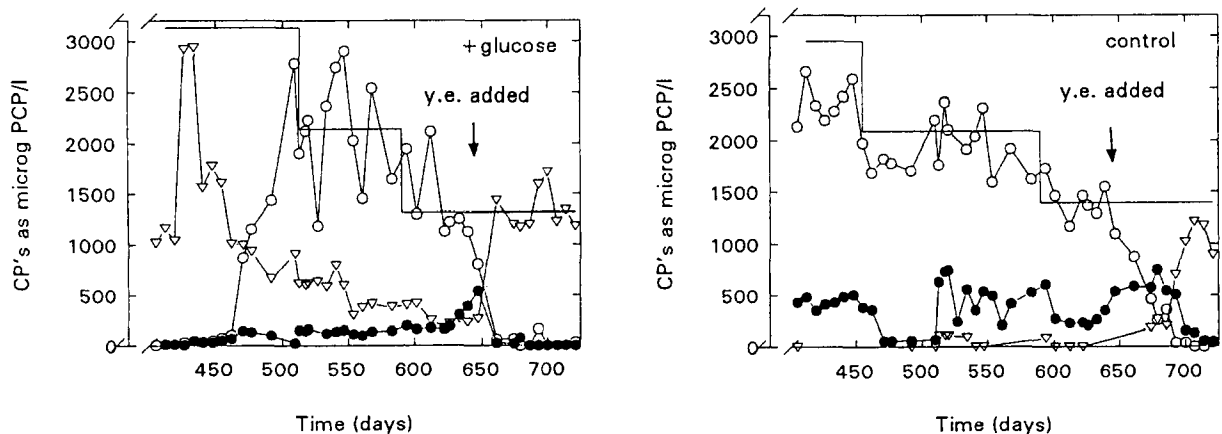 3000
2500
2000
1500
1000
500
0
CP's as microg PCP/l
+glucose
y.e. added
450 500 550 600 650 700
Time (days)
3000
2500
2000
1500
1000
500
0
CP's as microg PCP/l
control
y.e. added
450 500 550 600 650 700
Time (days)